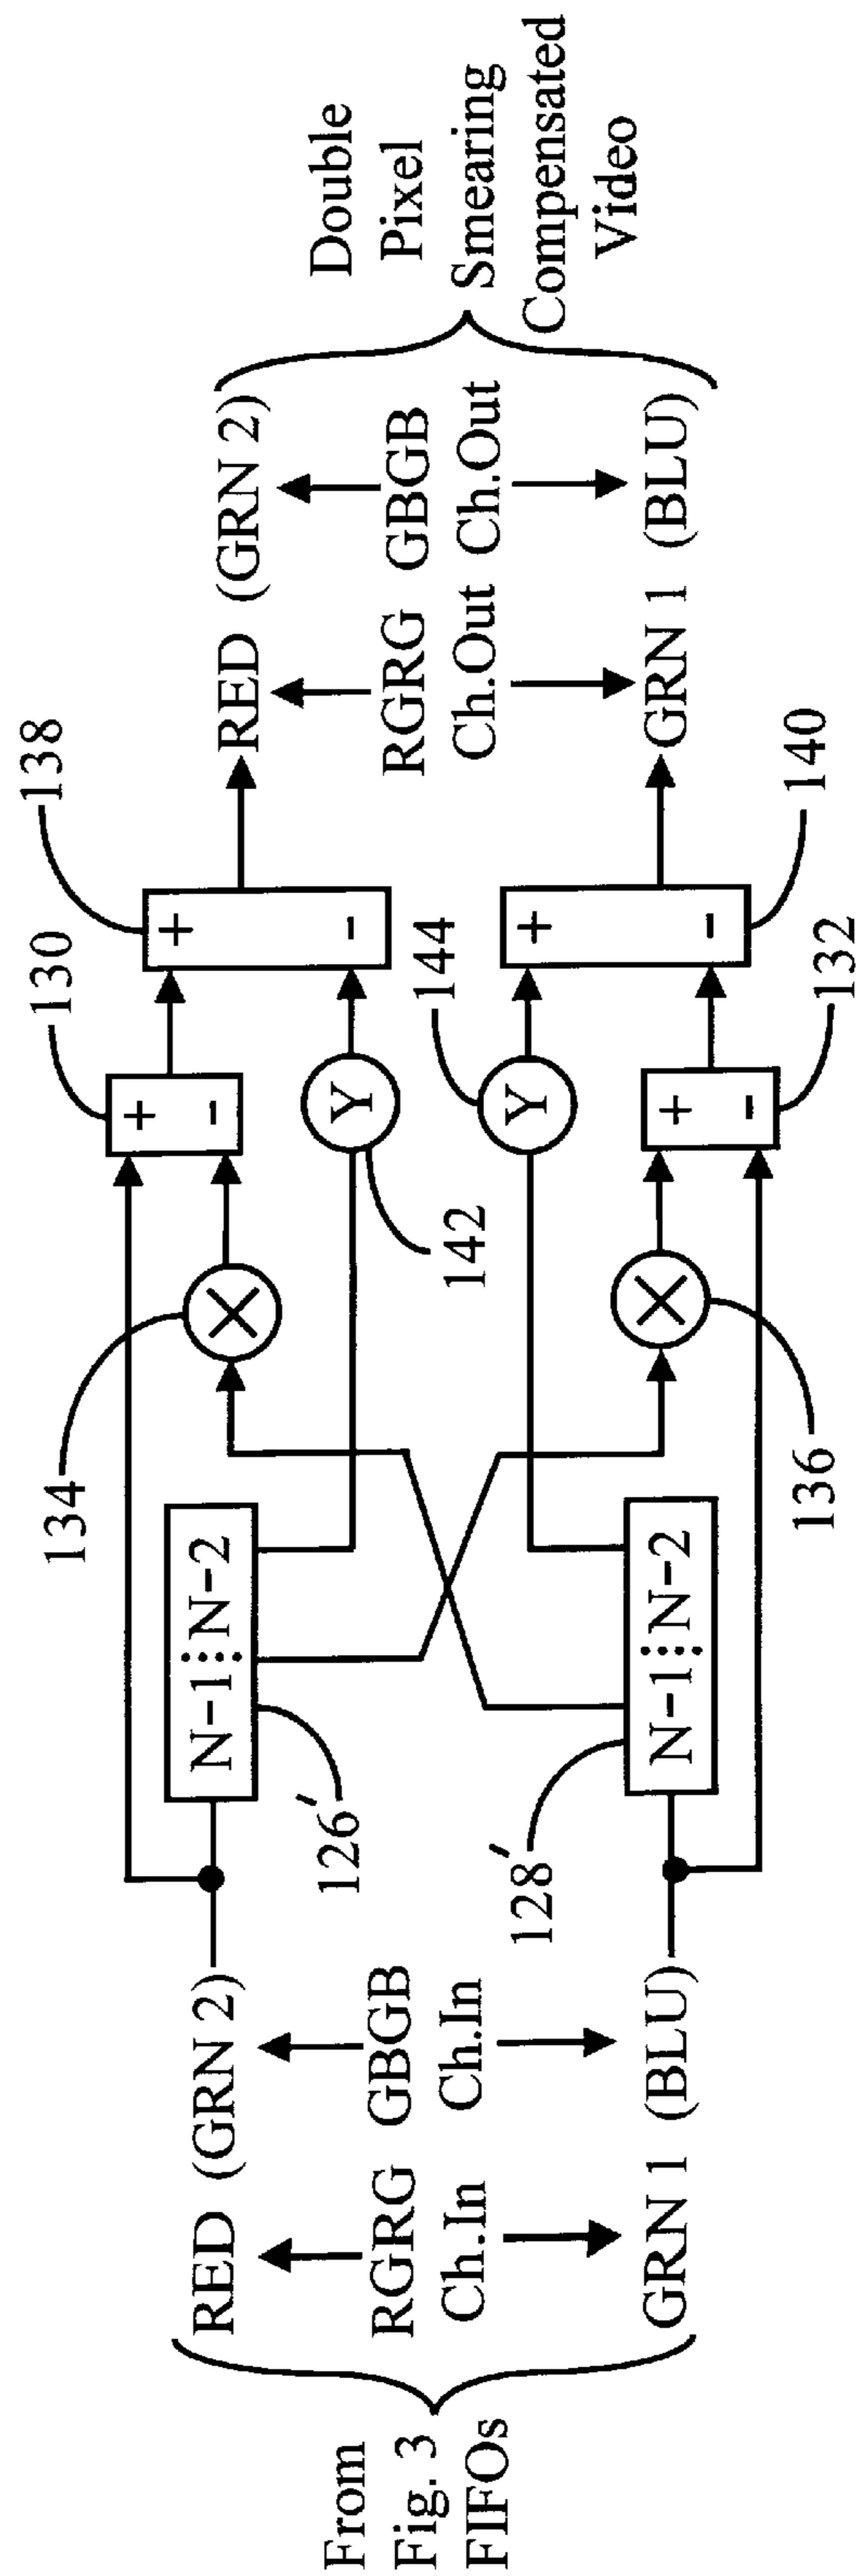 From
Fig. 3
FIFOs
RED (GRN 2)
RGRG GBGB
Ch.In Ch.In
GRN 1 (BLU)
N-1 N-2
126'
N-1 N-2
128'
134
136
130
+
-
Y
142
Y
144
+
-
132
138
+
-
+
-
140
RED (GRN 2)
RGRG GBGB
Ch.Out Ch.Out
GRN 1 (BLU)
Double
Pixel
Smearing
Compensated
Video